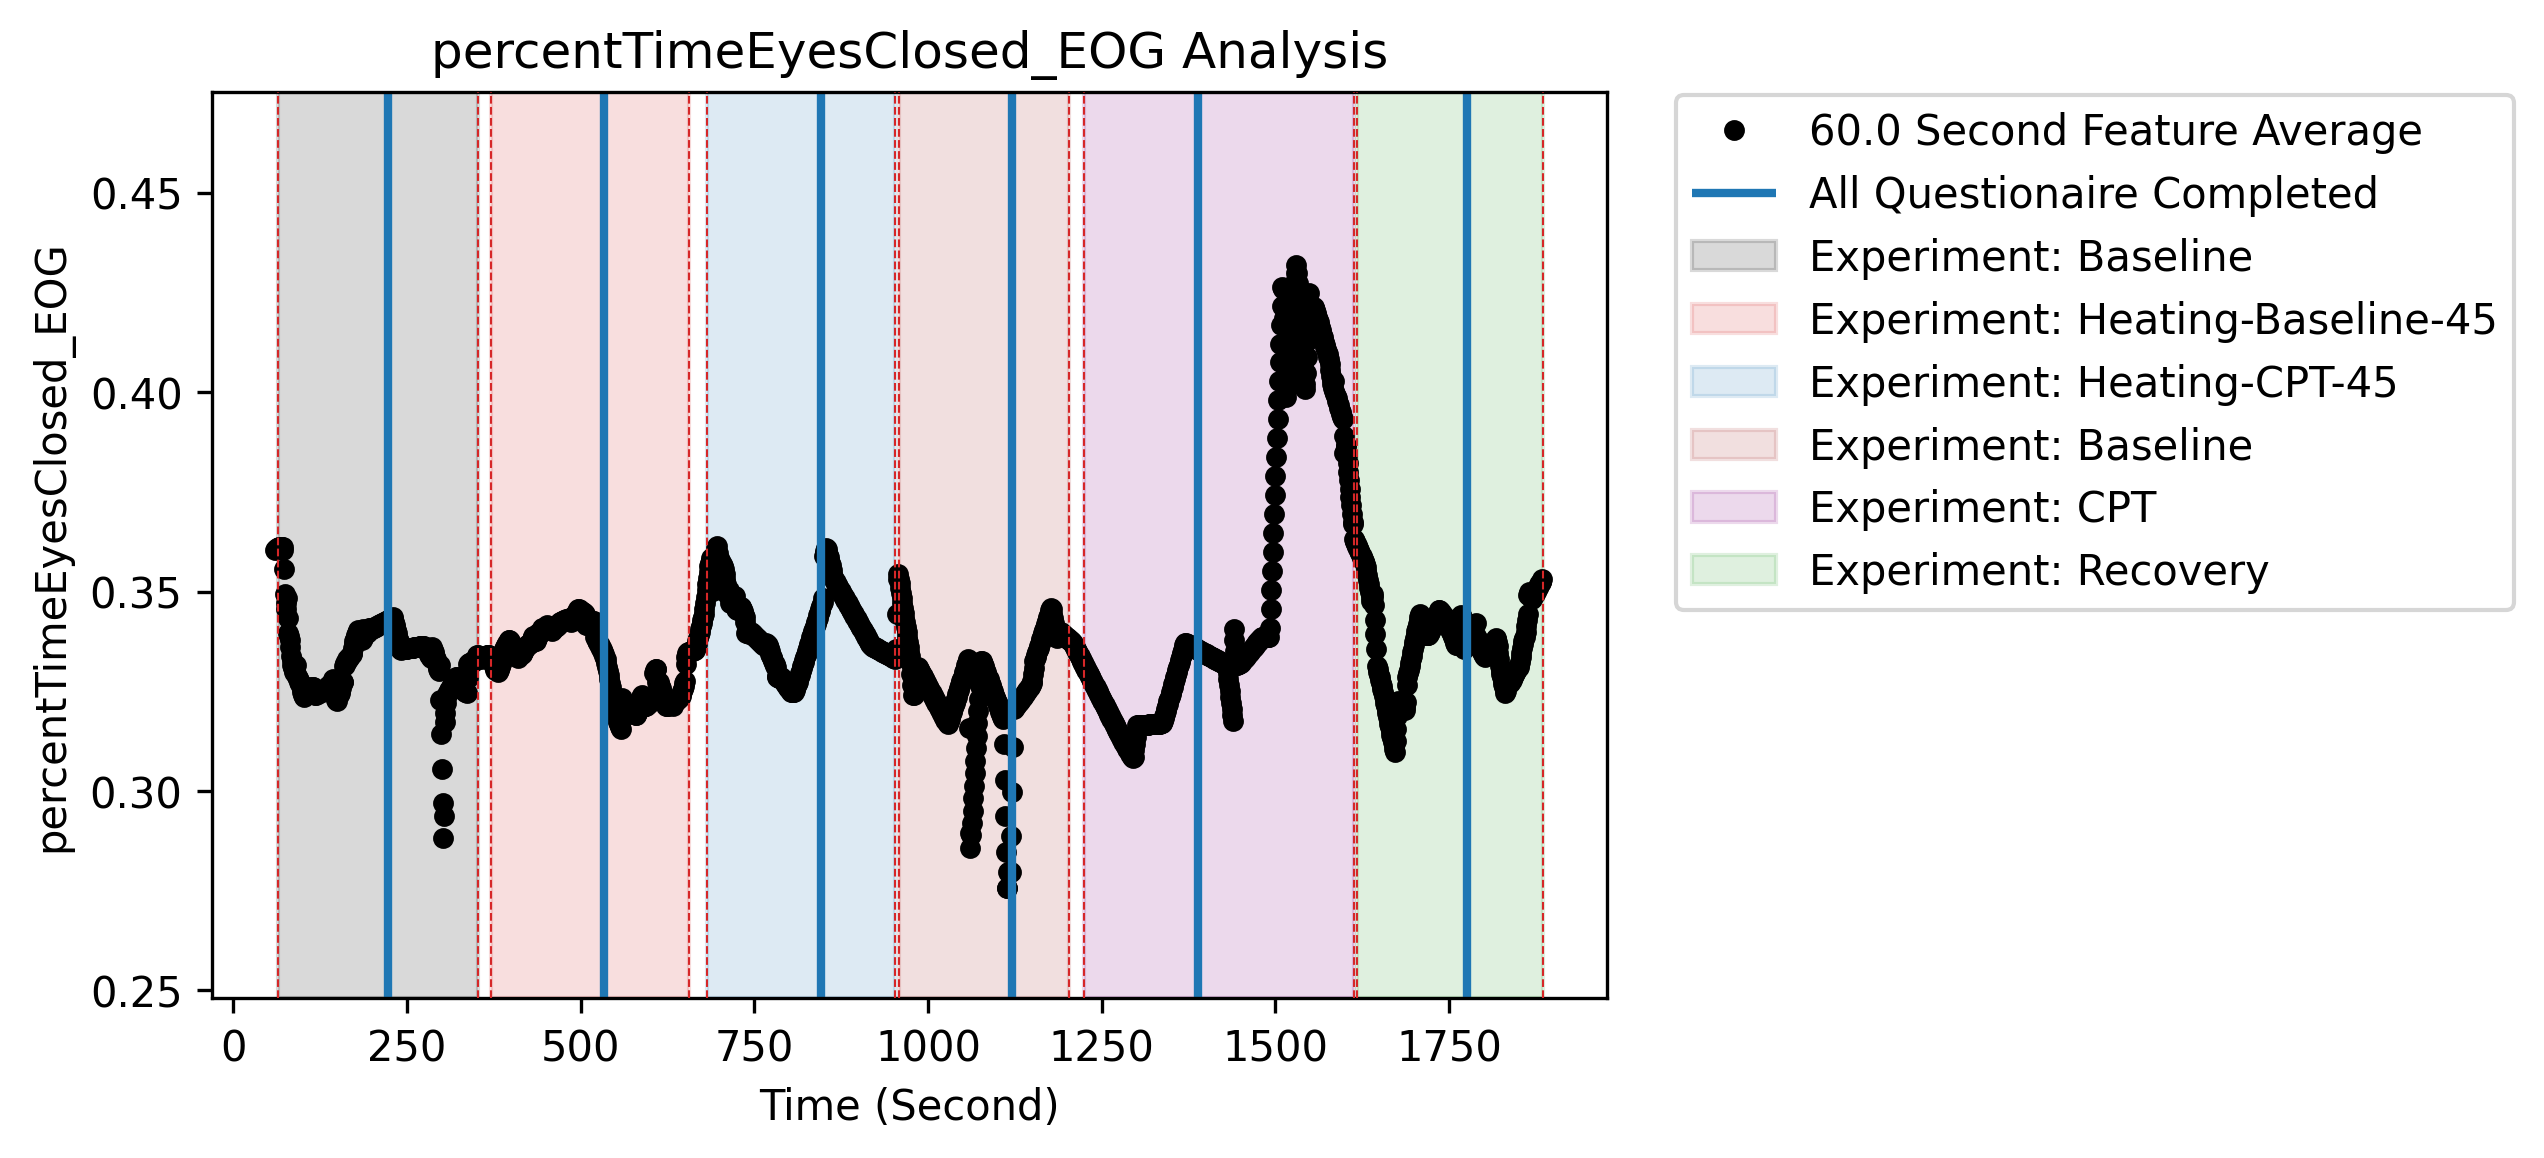 percentTimeEyesClosed_EOG Analysis
percentTimeEyesClosed_EOG
0.45
0.40
0.35
0.30
0.25
0 250 500 750 1000 1250 1500 1750
Time (Second)
60.0 Second Feature Average
All Questionaire Completed
Experiment: Baseline
Experiment: Heating-Baseline-45
Experiment: Heating-CPT-45
Experiment: Baseline
Experiment: CPT
Experiment: Recovery